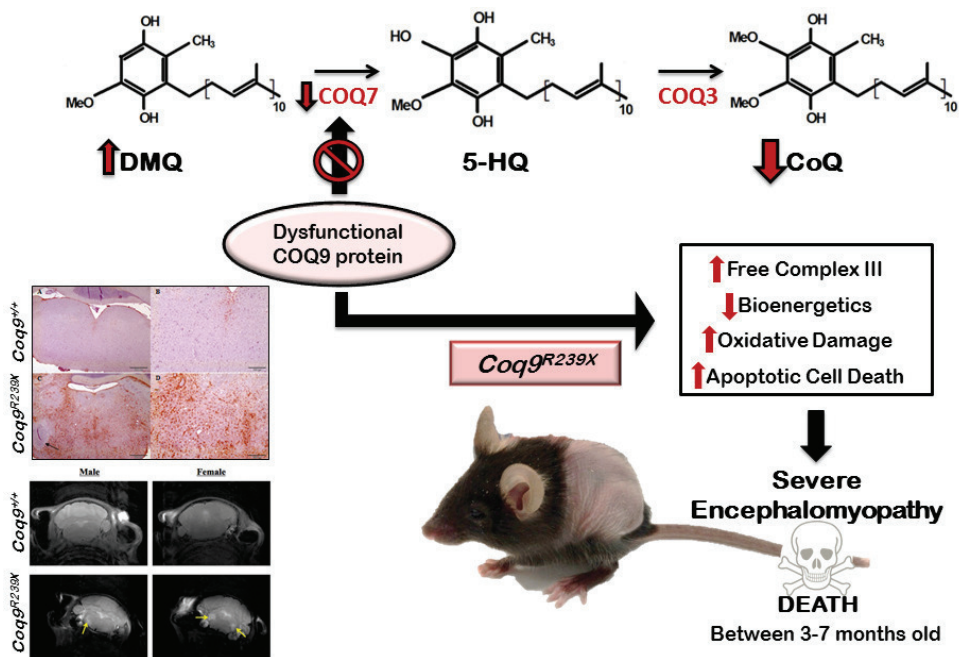 OH
CH3
MeO
OH
10
DMQ
COQ7
HO
OH
CH3
MeO
OH
10
5-HQ
COQ3
MeO
OH
CH3
MeO
OH
10
CoQ
Dysfunctional
COQ9 protein
Coq9R239X
Free Complex III
Bioenergetics
Oxidative Damage
Apoptotic Cell Death
Severe
Encephalomyopathy
DEATH
Between 3-7 months old
Coq9+/+
A
B
Coq9R239X
C
D
Male
Female
Coq9+/+
Coq9R239X